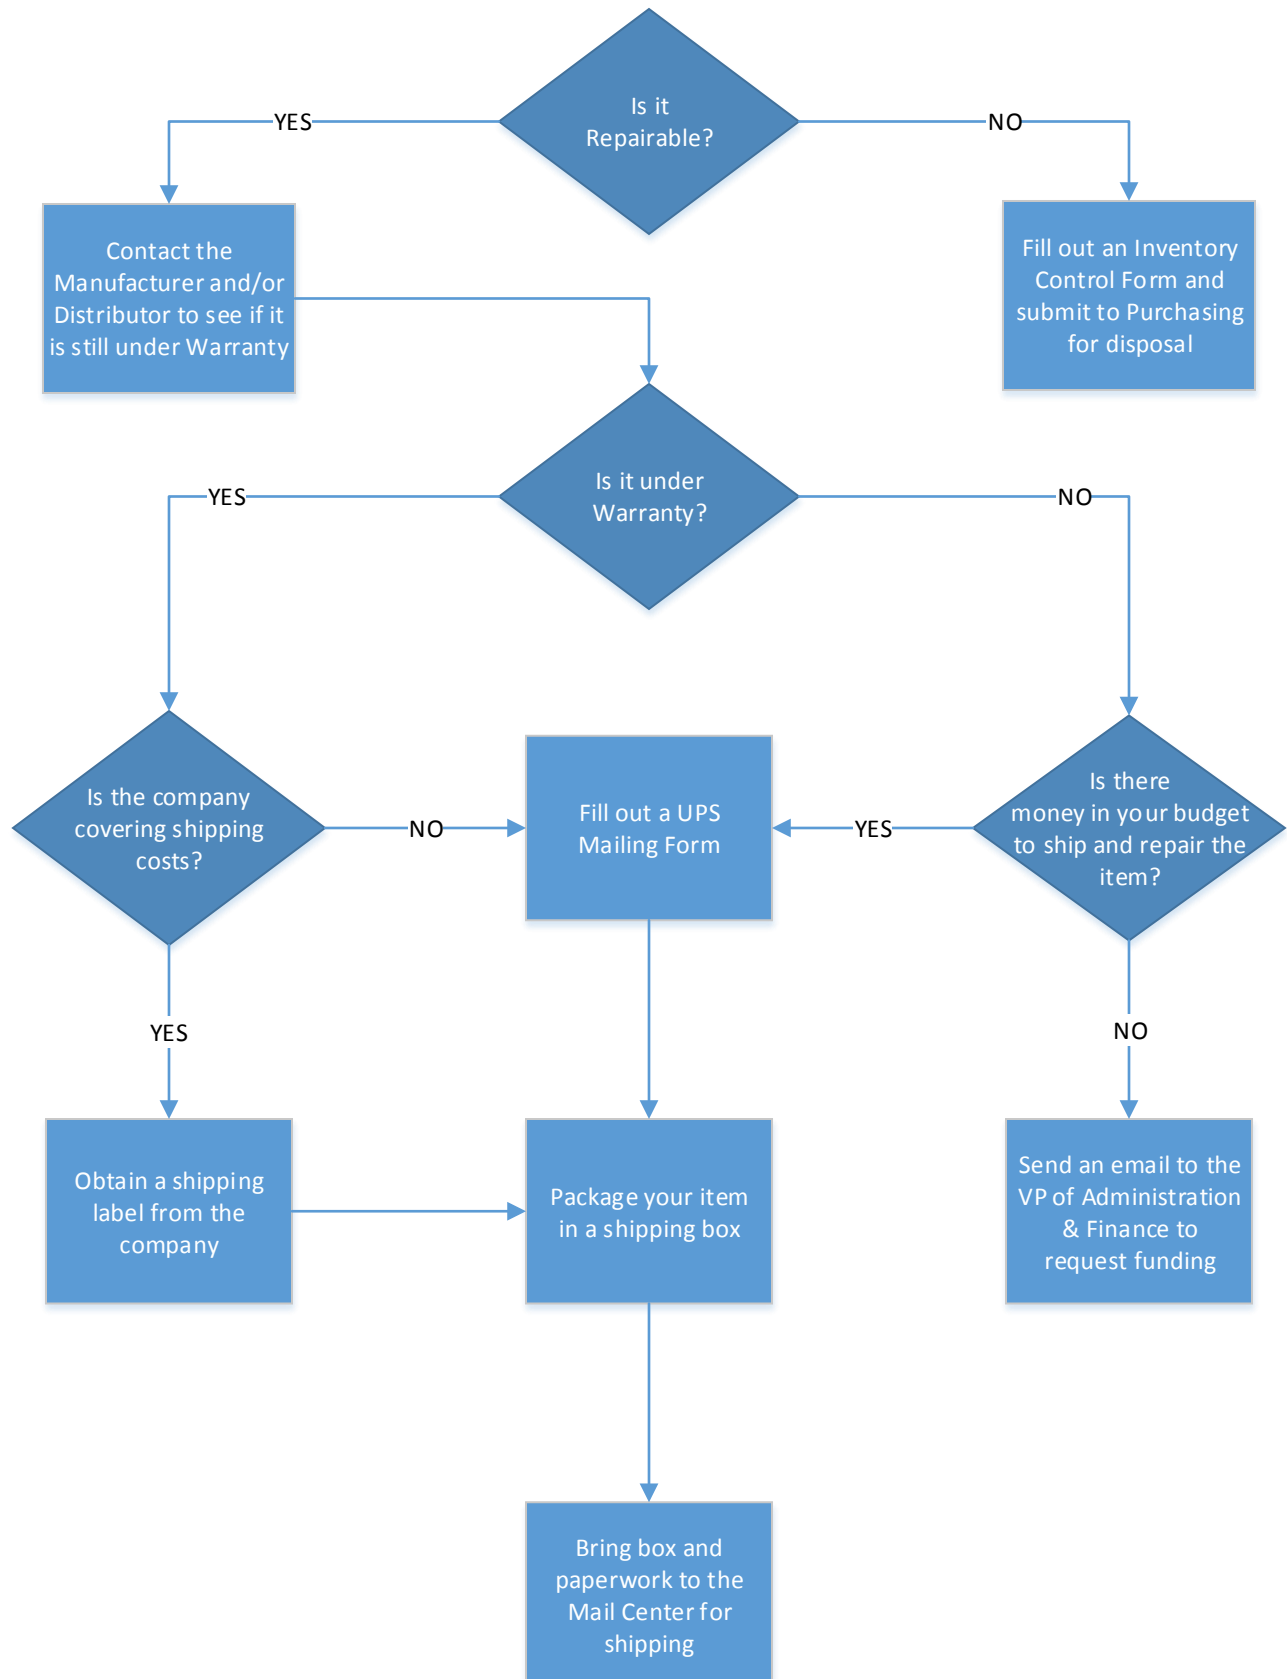 Is it
Repairable?
YES
NO
Contact the
Manufacturer and/or
Distributor to see if it
is still under Warranty
Fill out an Inventory
Control Form and
submit to Purchasing
for disposal
Is it under
Warranty?
YES
NO
Is the company
covering shipping
costs?
NO
Fill out a UPS
Mailing Form
YES
Is there
money in your budget
to ship and repair the
item?
YES
NO
Obtain a shipping
label from the
company
Package your item
in a shipping box
Send an email to the
VP of Administration
& Finance to
request funding
Bring box and
paperwork to the
Mail Center for
shipping